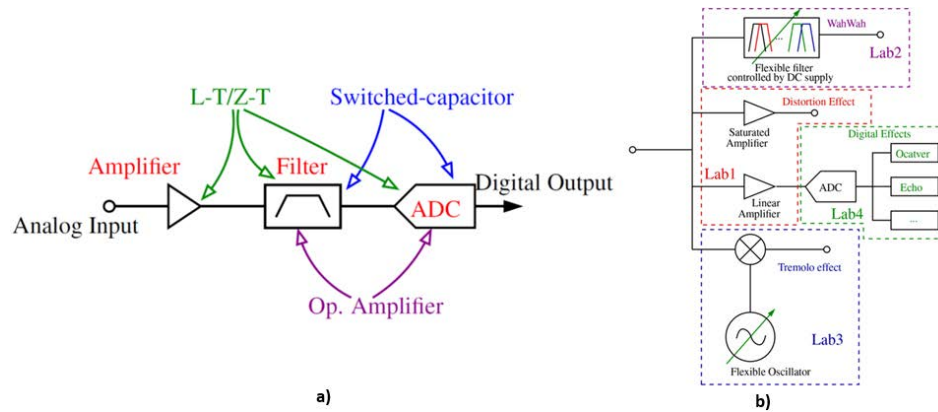 L-T/Z-T
Switched-capacitor
Amplifier
Filter
ADC
Digital Output
Analog Input
Op. Amplifier
a)
WahWah
...
Lab2
Flexible filter
controlled by DC supply
Distortion Effect
Saturated
Amplifier
Digital Effects
Ocatver
Lab1
ADC
Echo
Linear
Amplifier
Lab4
...
Tremolo effect
Lab3
Flexible Oscillator
b)